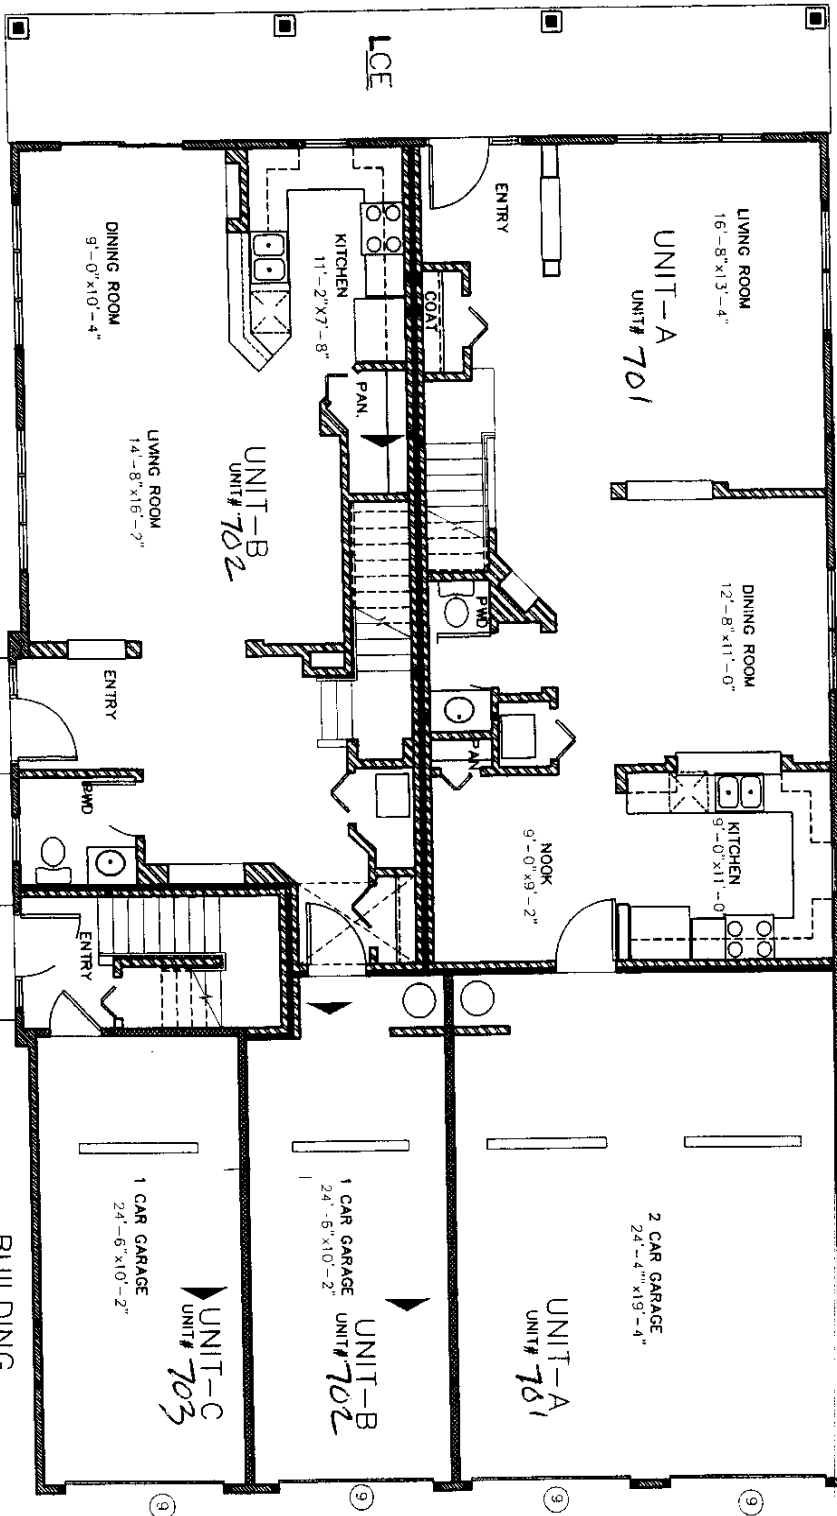 LCE
LIVING ROOM
16'-8"x13'-4"
UNIT-A
UNIT# 701
ENTRY
COAT
KITCHEN
11'-2"x7'-8"
DINING ROOM
9'-0"x10'-4"
PAN.
LIVING ROOM
14'-8"x16'-2"
UNIT-B
UNIT# 702
DINING ROOM
12'-8"x11'-0"
PWD
PAN
ENTRY
PWD
KITCHEN
9'-0"x11'-0
NOOK
9'-0"x9'-2"
ENTRY
2 CAR GARAGE
24'-4"x19'-4"
UNIT-A
UNIT# 701
1 CAR GARAGE
24'-6"x10'-2"
UNIT-B
UNIT# 702
1 CAR GARAGE
24'-6"x10'-2"
UNIT-C
UNIT# 703
9
9
9
9
BUILDING